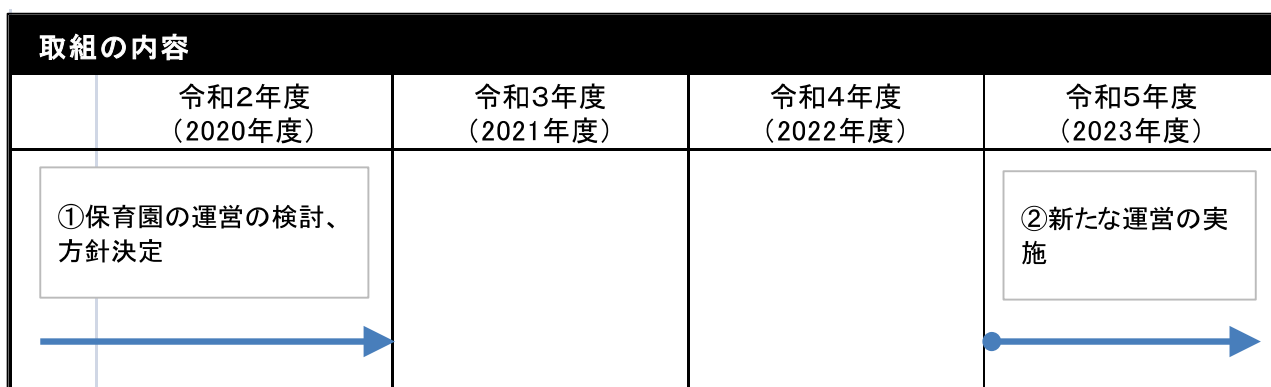 取組の内容
令和２年度
（2020年度）
令和３年度
（2021年度）
令和４年度
（2022年度）
令和５年度
（2023年度）
①保育園の運営の検討、
方針決定
②新たな運営の実
施